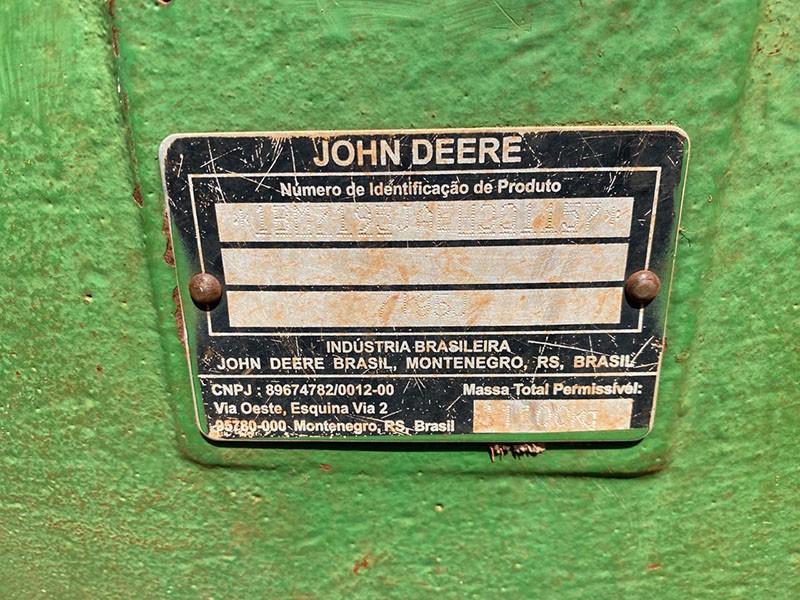 JOHN DEERE
Número de Identificação de Produto
INDÚSTRIA BRASILEIRA
JOHN DEERE BRASIL, MONTENEGRO, RS, BRASIL
CNPJ : 89674782/0012-00
Massa Total Permissível:
Via Oeste, Esquina Via 2
95780-000 Montenegro, RS, Brasil